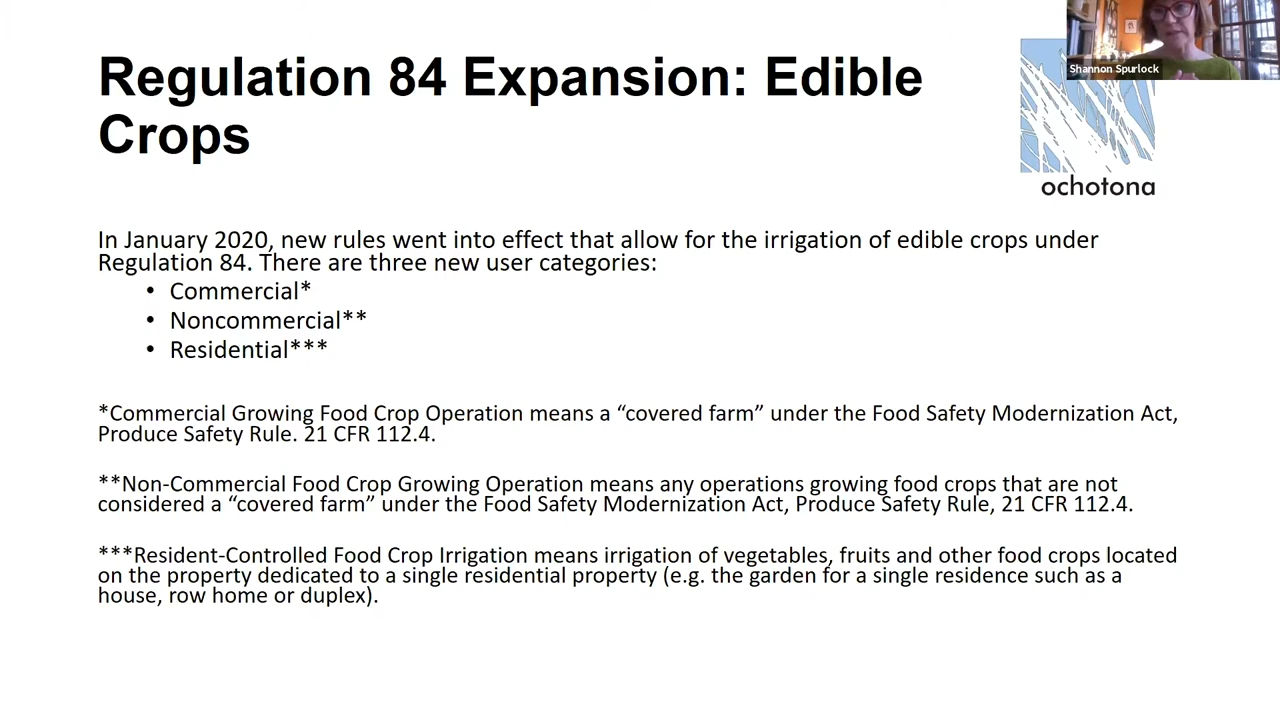 Shannon Spurlock
Regulation 84 Expansion: Edible
Crops
ochotona
In January 2020, new rules went into effect that allow for the irrigation of edible crops under
Regulation 84. There are three new user categories:
• Commercial*
• Noncommercial**
• Residential***
*Commercial Growing Food Crop Operation means a “covered farm” under the Food Safety Modernization Act,
Produce Safety Rule. 21 CFR 112.4.
**Non-Commercial Food Crop Growing Operation means any operations growing food crops that are not
considered a “covered farm” under the Food Safety Modernization Act, Produce Safety Rule, 21 CFR 112.4.
***Resident-Controlled Food Crop Irrigation means irrigation of vegetables, fruits and other food crops located
on the property dedicated to a single residential property (e.g. the garden for a single residence such as a
house, row home or duplex).